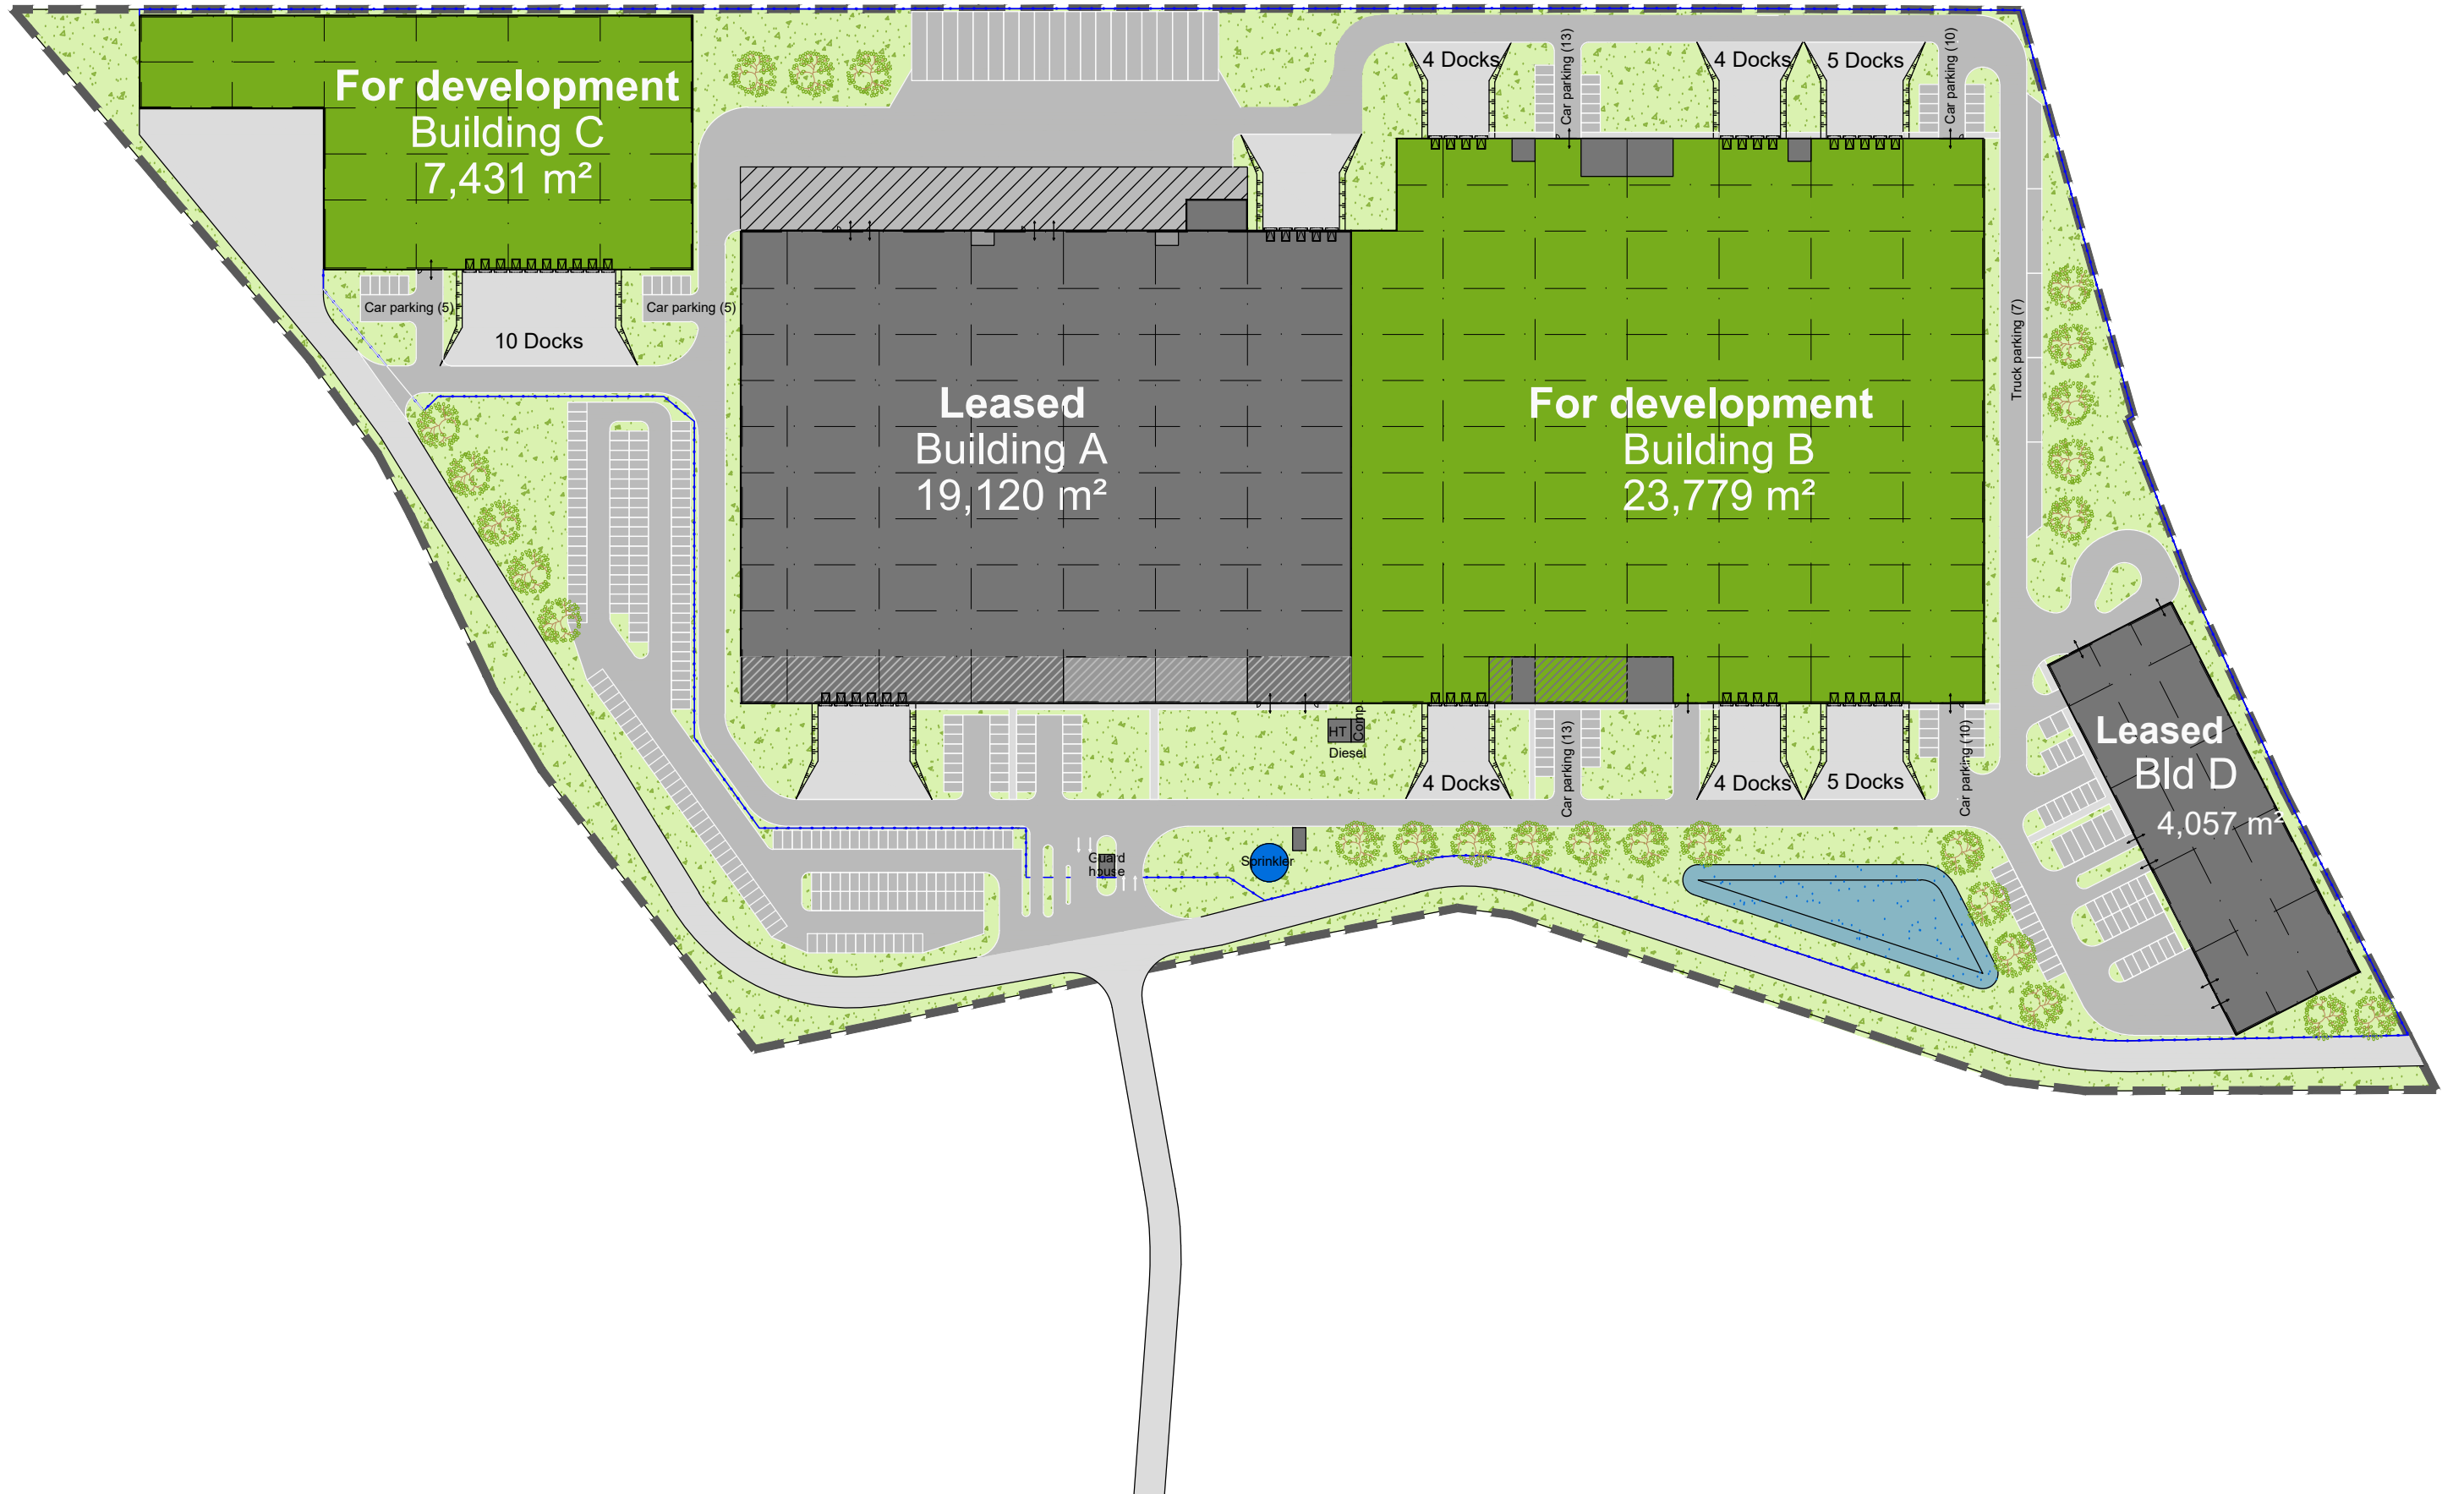 4 Docks
Car parking (13)
4 Docks
5 Docks
Car parking (10)
For development
Building C
7,431 m²
Car parking (5)
Car parking (5)
10 Docks
Truck parking (7)
Leased
Building A
19,120 m²
For development
Building B
23,779 m²
Leased
Bld D
4,057 m²
HT
Comp
Diesel
4 Docks
Car parking (13)
4 Docks
5 Docks
Car parking (10)
Guard
house
Sprinkler